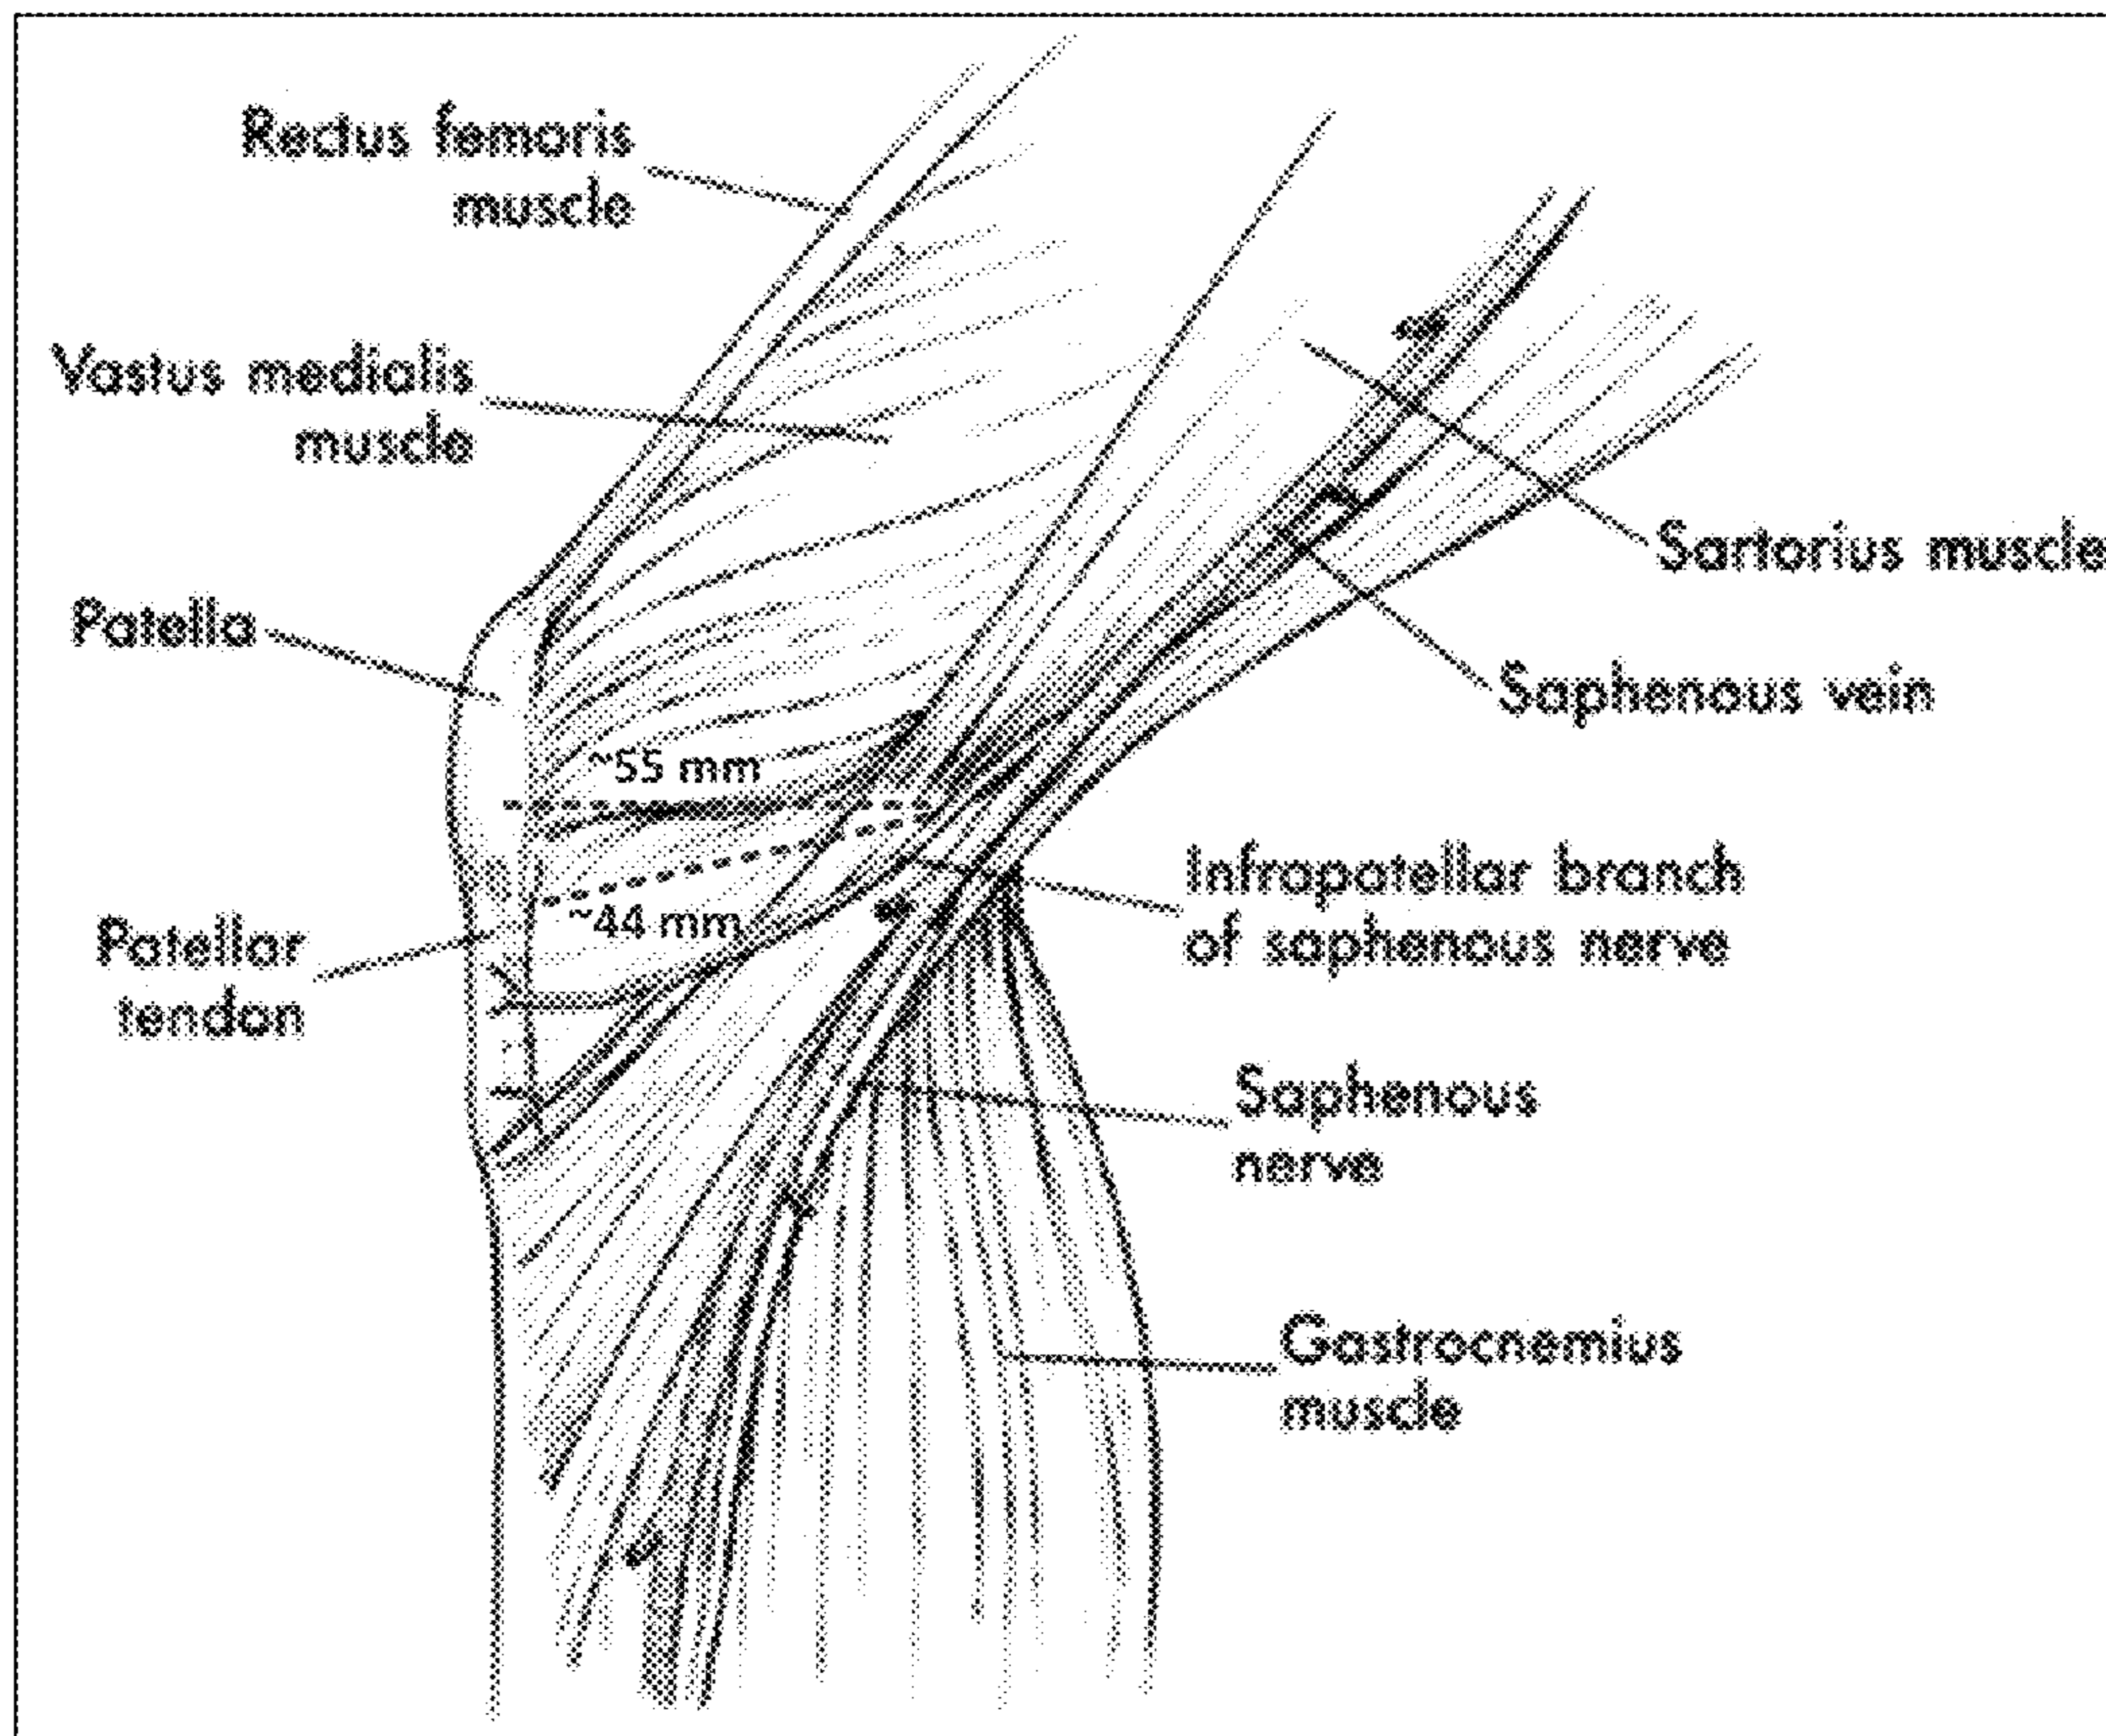 Rectus femoris
muscle
Vastus medialis
muscle
Sartorius muscle
Patella
Saphenous vein
~55 mm
Infrapatellar branch
of saphenous nerve
~44 mm
Patellar
tendon
Saphenous
nerve
Gastrocnemius
muscle